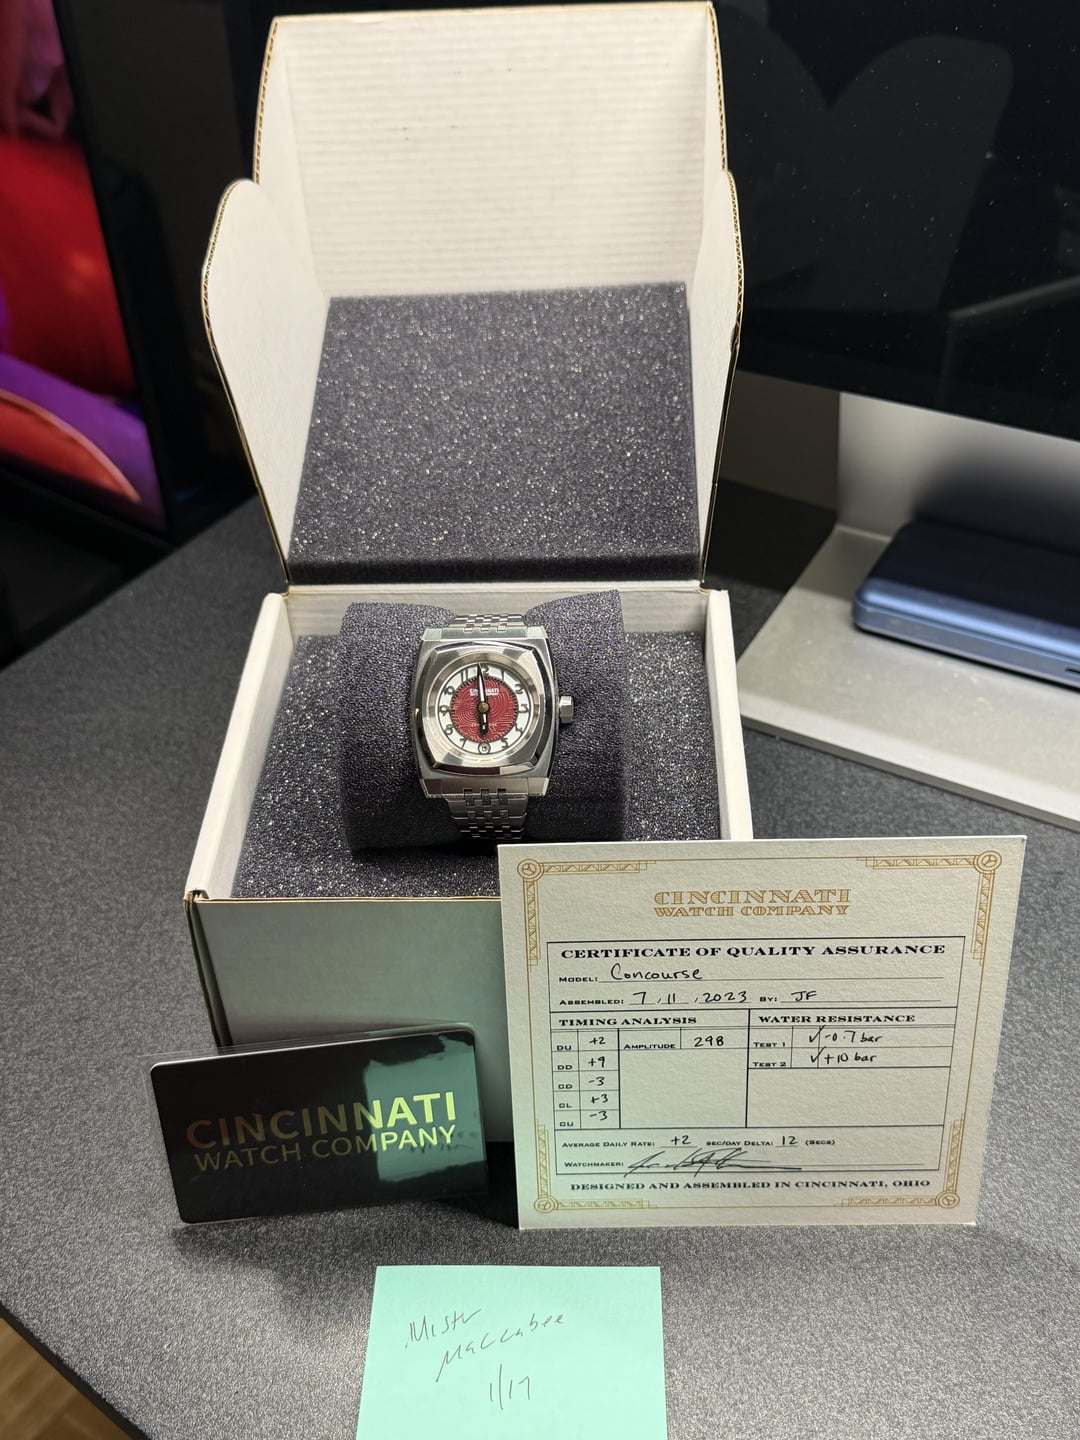 CINCINNATI
CINCINNATI
WATCH COMPANY
CERTIFICATE OF QUALITY ASSURANCE
MODEL: Concourse
ASSEMBLED: 7 , 11 , 2023 BY: JF
TIMING ANALYSIS WATER RESISTANCE
DU +2 AMPLITUDE 298 TEST 1 ✓ -0.7 bar
DD +9 TEST 2 ✓ +10 bar
CD -3
CL +3
CU -3
AVERAGE DAILY RATE: +2 SEC/DAY DELTA: 12 (SECS)
WATCHMAKER:
DESIGNED AND ASSEMBLED IN CINCINNATI, OHIO
CINCINNATI
WATCH COMPANY
Mistr
Maccabee
1/17